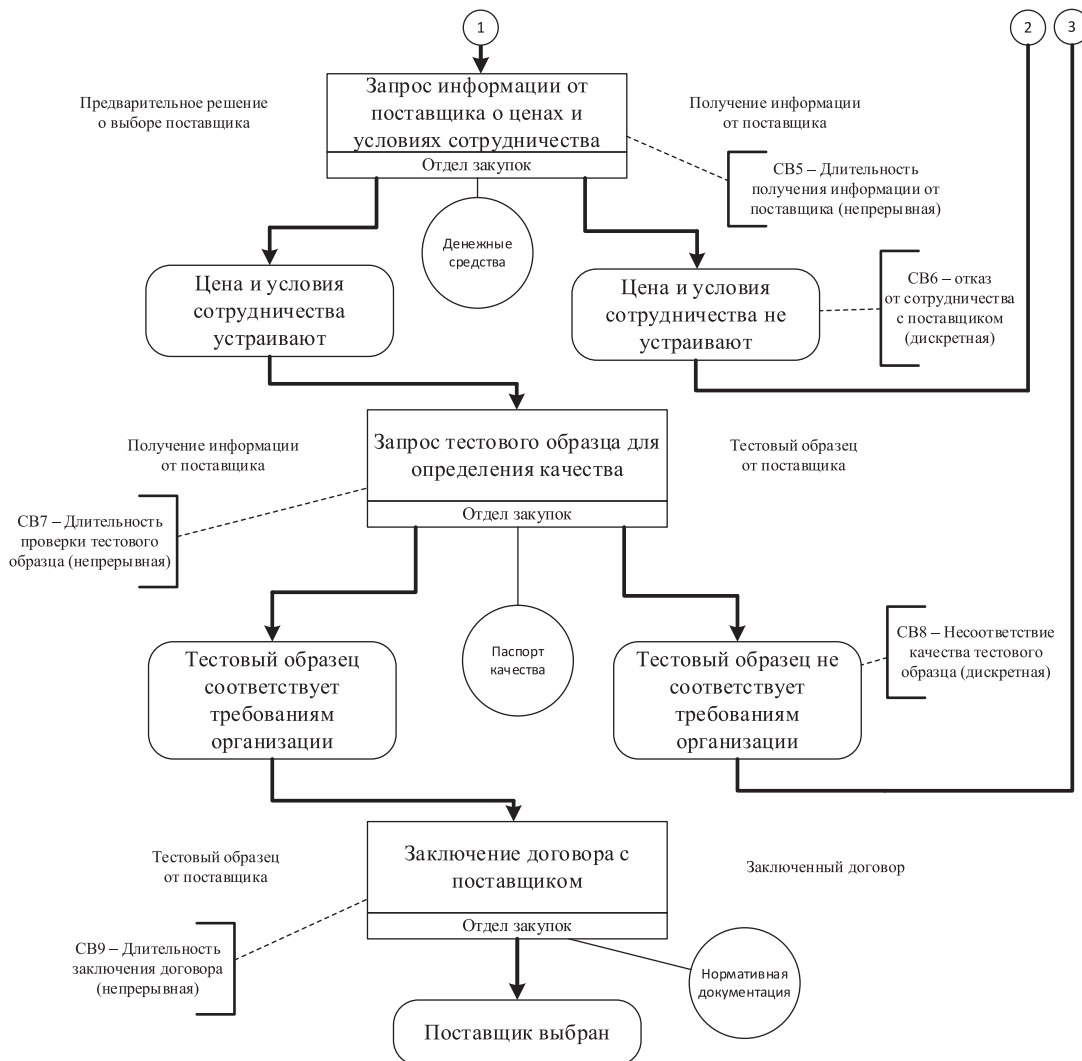 1
2
3
Предварительное решение
о выборе поставщика
Запрос информации от
поставщика о ценах и
условиях сотрудничества
Отдел закупок
Получение информации
от поставщика
СВ5 – Длительность
получения информации от
поставщика (непрерывная)
Денежные
средства
Цена и условия
сотрудничества
устраивают
Цена и условия
сотрудничества не
устраивают
СВ6 – отказ
от сотрудничества
с поставщиком
(дискретная)
Получение информации
от поставщика
Запрос тестового образца для
определения качества
Отдел закупок
Тестовый образец
от поставщика
СВ7 – Длительность
проверки тестового
образца (непрерывная)
Паспорт
качества
Тестовый образец
соответствует
требованиям
организации
Тестовый образец не
соответствует
требованиям
организации
СВ8 – Несоответствие
качества тестового
образца (дискретная)
Тестовый образец
от поставщика
Заключение договора с
поставщиком
Отдел закупок
Заключенный договор
СВ9 – Длительность
заключения договора
(непрерывная)
Нормативная
документация
Поставщик выбран